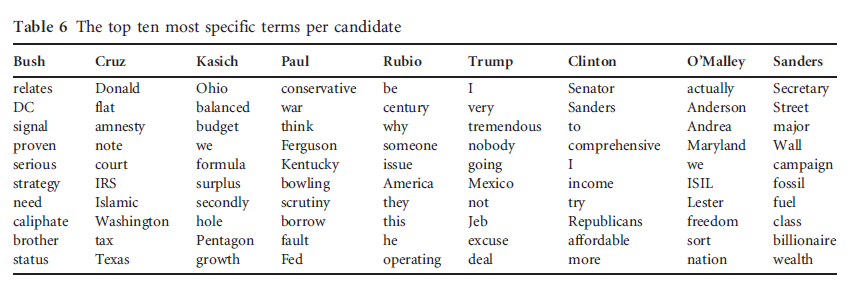 Table 6 The top ten most specific terms per candidate
Bush Cruz Kasich Paul Rubio Trump Clinton O'Malley Sanders
relates Donald Ohio conservative be I Senator actually Secretary
DC flat balanced war century very Sanders Anderson Street
signal amnesty budget think why tremendous to Andrea major
proven note we Ferguson someone nobody comprehensive Maryland Wall
serious court formula Kentucky issue going I we campaign
strategy IRS surplus bowling America Mexico income ISIL fossil
need Islamic secondly scrutiny they not try Lester fuel
caliphate Washington hole borrow this Jeb Republicans freedom class
brother tax Pentagon fault he excuse affordable sort billionaire
status Texas growth Fed operating deal more nation wealth